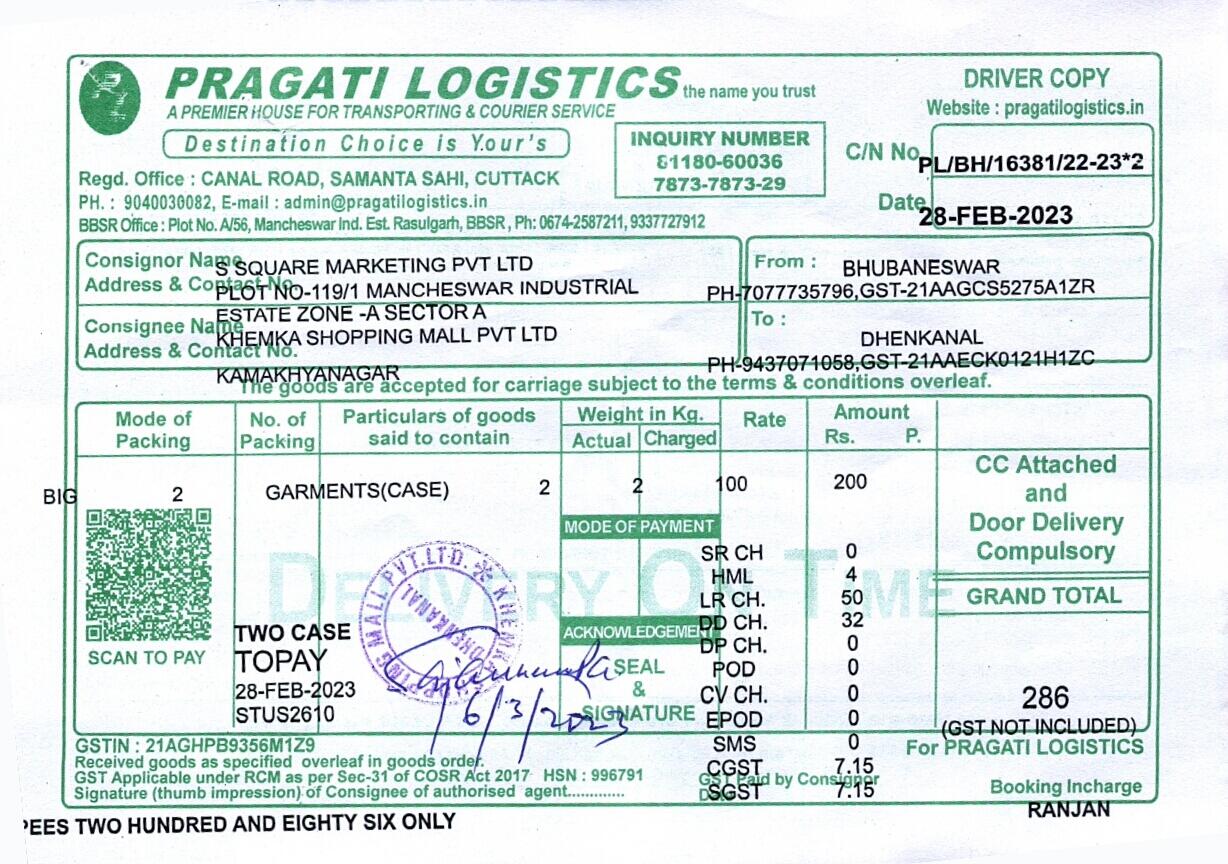 PRAGATI LOGISTICS the name you trust
A PREMIER HOUSE FOR TRANSPORTING & COURIER SERVICE
Destination Choice is Your's
Regd. Office : CANAL ROAD, SAMANTA SAHI, CUTTACK
PH. : 9040030082, E-mail : admin@pragatilogistics.in
BBSR Office : Plot No. A/56, Mancheswar Ind. Est. Rasulgarh, BBSR , Ph: 0674-2587211, 9337727912
INQUIRY NUMBER
81180-60036
7873-7873-29
DRIVER COPY
Website : pragatilogistics.in
C/N No. PL/BH/16381/22-23*2
Date 28-FEB-2023
Consignor Name
Address & Contact No.
S SQUARE MARKETING PVT LTD
PLOT NO-119/1 MANCHESWAR INDUSTRIAL
ESTATE ZONE -A SECTOR A
From : BHUBANESWAR
PH-7077735796,GST-21AAGCS5275A1ZR
Consignee Name
Address & Contact No.
KHEMKA SHOPPING MALL PVT LTD
KAMAKHYANAGAR
To : DHENKANAL
PH-9437071058,GST-21AAECK0121H1ZC
The goods are accepted for carriage subject to the terms & conditions overleaf.
Mode of Packing
No. of Packing
Particulars of goods said to contain
Weight in Kg.
Actual Charged
Rate
Amount
Rs. P.
BIG 2 GARMENTS(CASE) 2 2 100 200
CC Attached
and
Door Delivery
Compulsory
GRAND TOTAL
286
(GST NOT INCLUDED)
DELIVERY ON TIME
MODE OF PAYMENT
SR CH 0
HML 4
LR CH. 50
DD CH. 32
DP CH. 0
POD 0
CV CH. 0
EPOD 0
SMS 0
CGST 7.15
SGST 7.15
ACKNOWLEDGEMENT
SEAL
&
SIGNATURE
SCAN TO PAY
TWO CASE
TOPAY
28-FEB-2023
STUS2610
KHEMKA SHOPPING MALL PVT.LTD.
DHENKANAL
6/3/2023
GSTIN : 21AGHPB9356M1Z9
Received goods as specified overleaf in goods order.
GST Applicable under RCM as per Sec-31 of COSR Act 2017 HSN : 996791
Signature (thumb impression) of Consignee of authorised agent.............
GST Paid by Consignor
For PRAGATI LOGISTICS
Booking Incharge
RANJAN
PEES TWO HUNDRED AND EIGHTY SIX ONLY